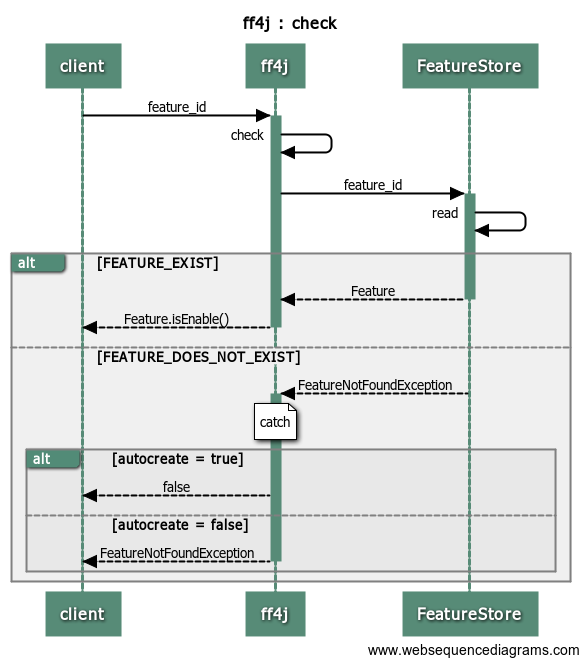 ff4j : check
client
ff4j
FeatureStore
feature_id
check
feature_id
read
alt
[FEATURE_EXIST]
Feature
Feature.isEnable()
[FEATURE_DOES_NOT_EXIST]
FeatureNotFoundException
catch
alt
[autocreate = true]
false
[autocreate = false]
FeatureNotFoundException
client
ff4j
FeatureStore
www.websequencediagrams.com